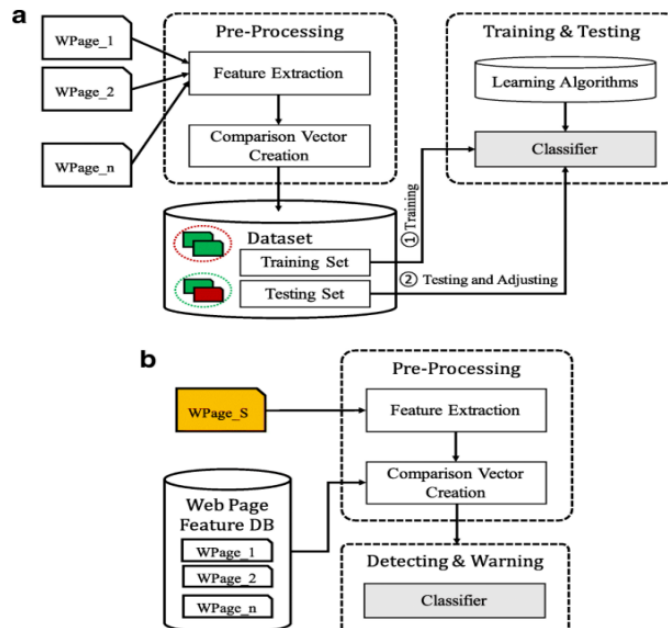 a
WPage_1
WPage_2
WPage_n
Pre-Processing
Feature Extraction
Comparison Vector
Creation
Training & Testing
Learning Algorithms
Classifier
Dataset
Training Set
Testing Set
①Training
② Testing and Adjusting
b
WPage_S
Web Page
Feature DB
WPage_1
WPage_2
WPage_n
Pre-Processing
Feature Extraction
Comparison Vector
Creation
Detecting & Warning
Classifier